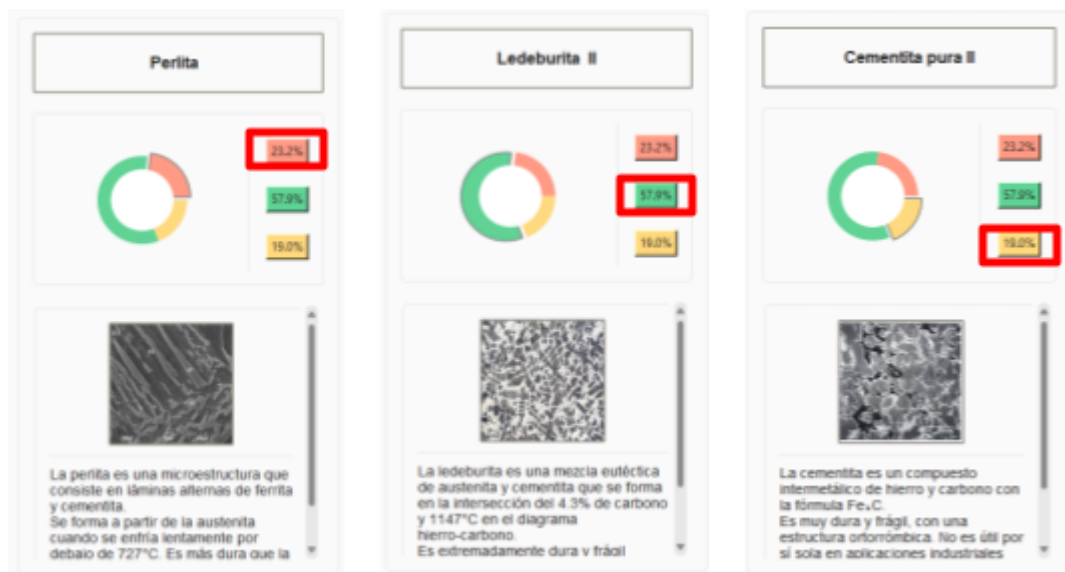 Perlita
23.2%
57.9%
19.0%
La perlita es una microestructura que
consiste en láminas alternas de ferrita
y cementita.
Se forma a partir de la austenita
cuando se enfría lentamente por
debajo de 727°C. Es más dura que la
Ledeburita II
23.2%
57.9%
19.0%
La ledeburita es una mezcla eutéctica
de austenita y cementita que se forma
en la intersección del 4.3% de carbono
y 1147°C en el diagrama
hierro-carbono.
Es extremadamente dura y frágil
Cementita pura II
23.2%
57.9%
19.0%
La cementita es un compuesto
intermetálico de hierro y carbono con
la fórmula Fe₃C.
Es muy dura y frágil, con una
estructura ortorrómbica. No es útil por
sí sola en aplicaciones industriales